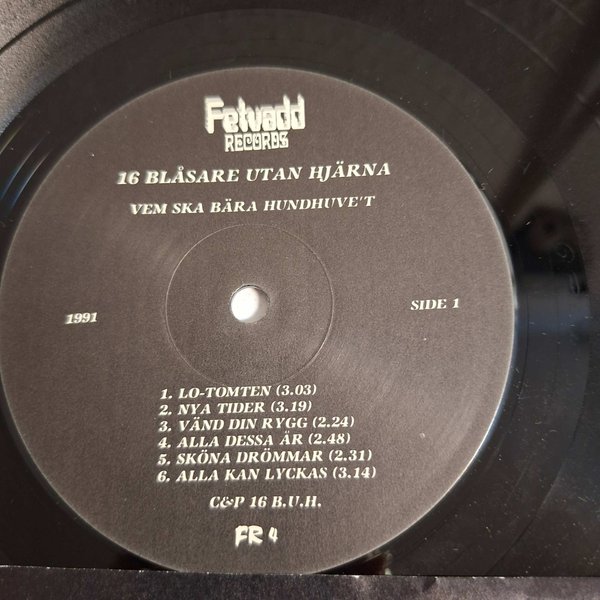 Fetvadd
RECORDS
16 BLÅSARE UTAN HJÄRNA
VEM SKA BÄRA HUNDHUVE'T
1991
SIDE 1
1. LO-TOMTEN (3.03)
2. NYA TIDER (3.19)
3. VÄND DIN RYGG (2.24)
4. ALLA DESSA ÅR (2.48)
5. SKÖNA DRÖMMAR (2.31)
6. ALLA KAN LYCKAS (3.14)
C&P 16 B.U.H.
FR 4